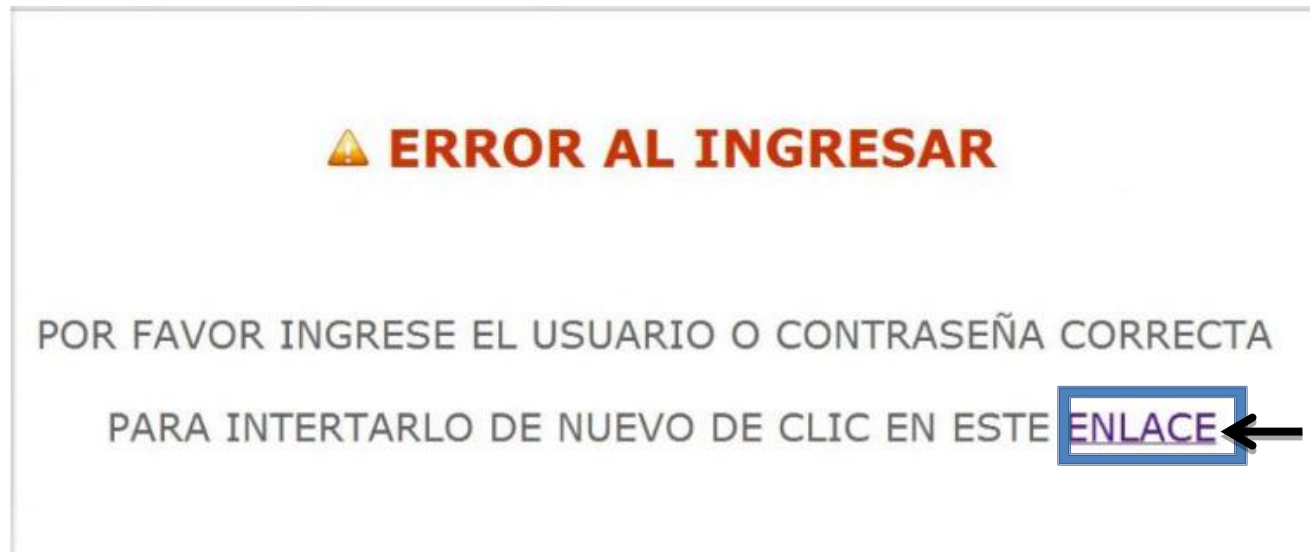 ERROR AL INGRESAR
POR FAVOR INGRESE EL USUARIO O CONTRASEÑA CORRECTA
PARA INTERTARLO DE NUEVO DE CLIC EN ESTE ENLACE